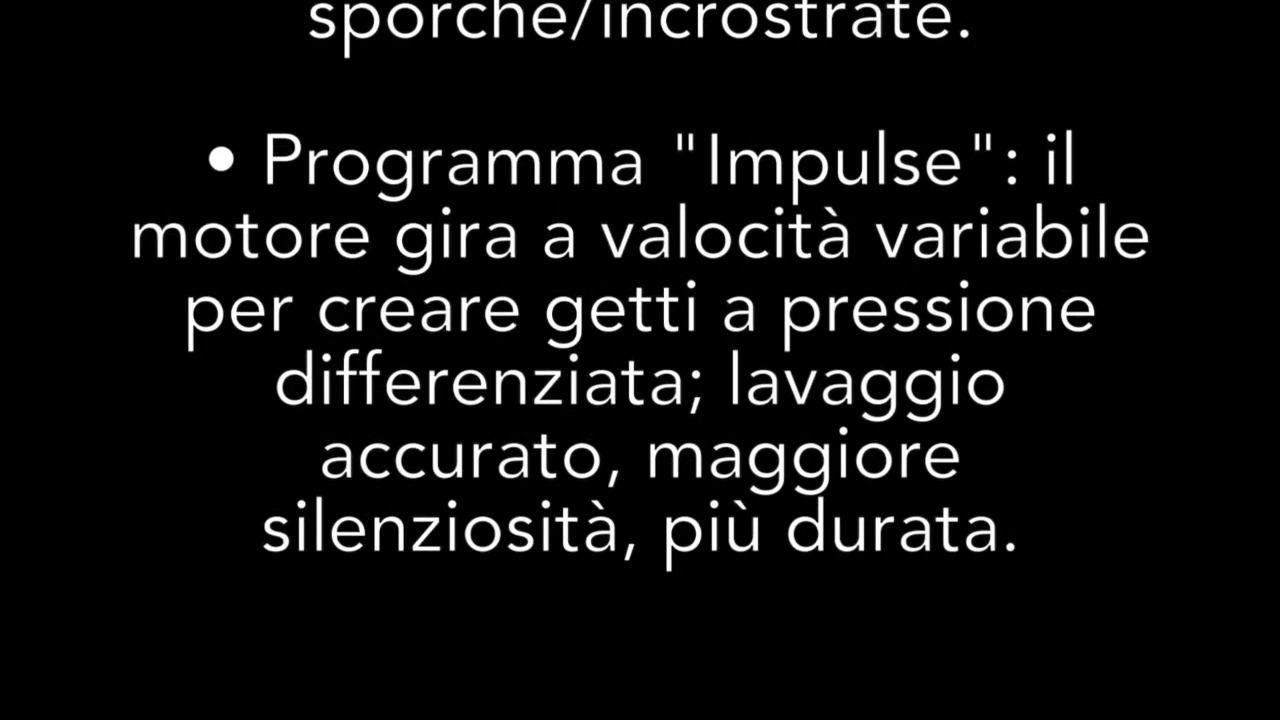 sporche/incrostrate.
• Programma "Impulse": il
motore gira a valocità variabile
per creare getti a pressione
differenziata; lavaggio
accurato, maggiore
silenziosità, più durata.